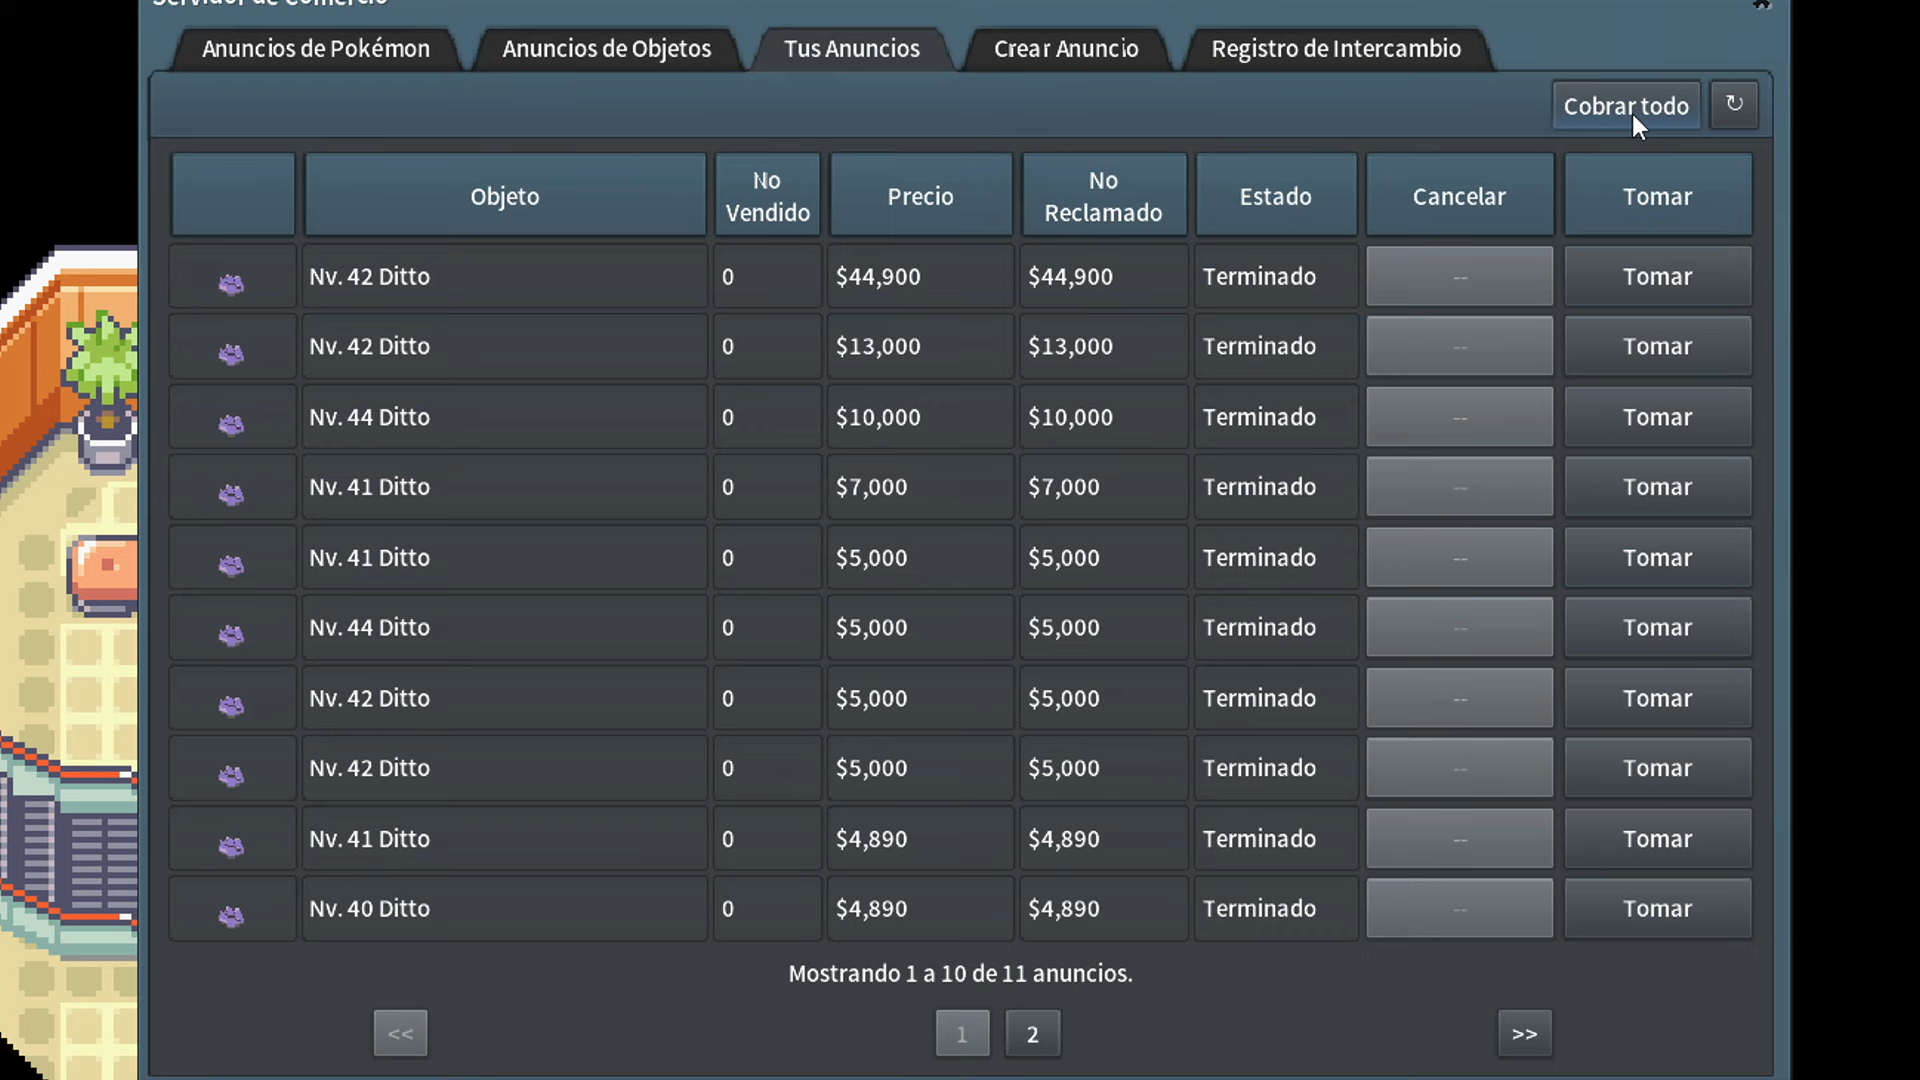 Servidor de Comercio
Anuncios de Pokémon Anuncios de Objetos Tus Anuncios Crear Anuncio Registro de Intercambio
Cobrar todo ↻
Objeto No Vendido Precio No Reclamado Estado Cancelar Tomar
Nv. 42 Ditto 0 $44,900 $44,900 Terminado -- Tomar
Nv. 42 Ditto 0 $13,000 $13,000 Terminado -- Tomar
Nv. 44 Ditto 0 $10,000 $10,000 Terminado -- Tomar
Nv. 41 Ditto 0 $7,000 $7,000 Terminado -- Tomar
Nv. 41 Ditto 0 $5,000 $5,000 Terminado -- Tomar
Nv. 44 Ditto 0 $5,000 $5,000 Terminado -- Tomar
Nv. 42 Ditto 0 $5,000 $5,000 Terminado -- Tomar
Nv. 42 Ditto 0 $5,000 $5,000 Terminado -- Tomar
Nv. 41 Ditto 0 $4,890 $4,890 Terminado -- Tomar
Nv. 40 Ditto 0 $4,890 $4,890 Terminado -- Tomar
Mostrando 1 a 10 de 11 anuncios.
<< 1 2 >>